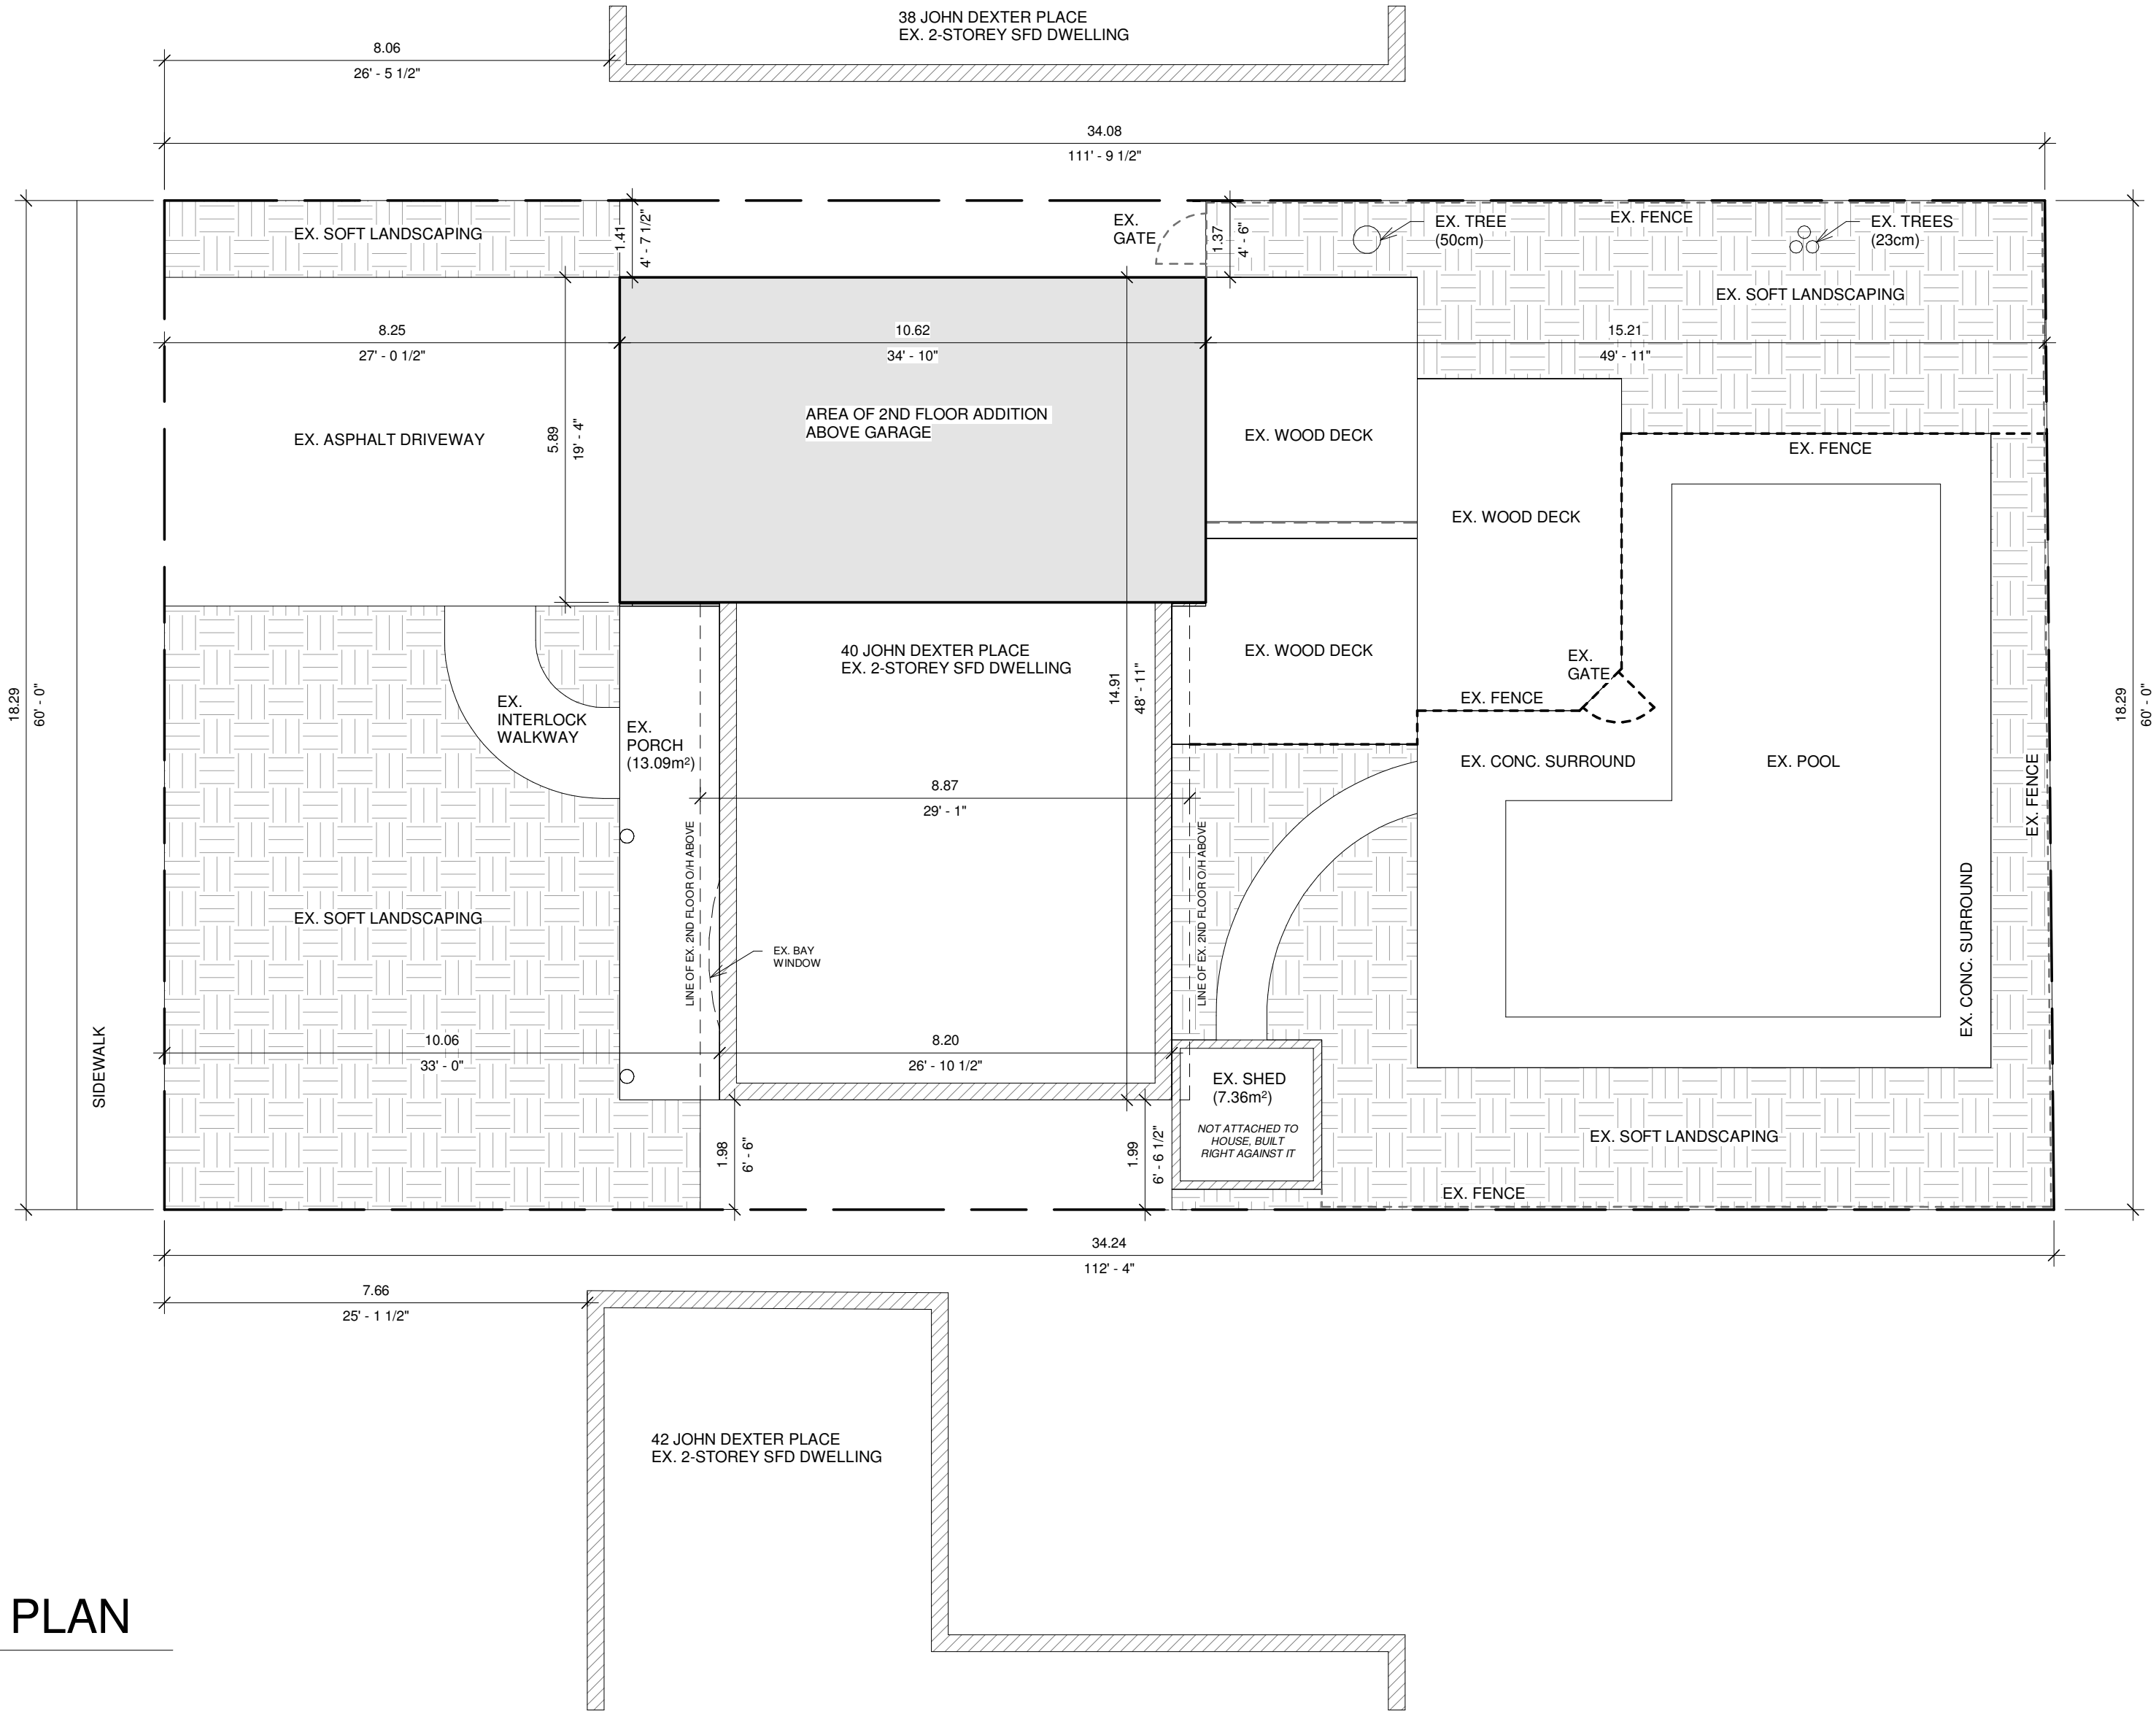 38 JOHN DEXTER PLACE
EX. 2-STOREY SFD DWELLING
8.06
26' - 5 1/2"
34.08
111' - 9 1/2"
EX. SOFT LANDSCAPING
1.41
4' - 7 1/2"
EX.
GATE
1.37
4' - 6"
EX. TREE
(50cm)
EX. FENCE
EX. TREES
(23cm)
EX. SOFT LANDSCAPING
8.25
27' - 0 1/2"
10.62
34' - 10"
15.21
49' - 11"
AREA OF 2ND FLOOR ADDITION
ABOVE GARAGE
EX. ASPHALT DRIVEWAY
5.89
19' - 4"
EX. WOOD DECK
EX. FENCE
EX. WOOD DECK
40 JOHN DEXTER PLACE
EX. 2-STOREY SFD DWELLING
EX. WOOD DECK
EX.
GATE
EX. FENCE
14.91
48' - 11"
18.29
60' - 0"
18.29
60' - 0"
EX.
INTERLOCK
WALKWAY
EX.
PORCH
(13.09m²)
EX. CONC. SURROUND
EX. POOL
EX. FENCE
8.87
29' - 1"
LINE OF EX. 2ND FLOOR O/H ABOVE
LINE OF EX. 2ND FLOOR O/H ABOVE
EX. SOFT LANDSCAPING
EX. BAY
WINDOW
EX. CONC. SURROUND
SIDEWALK
10.06
33' - 0"
8.20
26' - 10 1/2"
EX. SHED
(7.36m²)
NOT ATTACHED TO
HOUSE, BUILT
RIGHT AGAINST IT
1.98
6' - 6"
1.99
6' - 6 1/2"
EX. SOFT LANDSCAPING
EX. FENCE
34.24
112' - 4"
7.66
25' - 1 1/2"
42 JOHN DEXTER PLACE
EX. 2-STOREY SFD DWELLING
PLAN